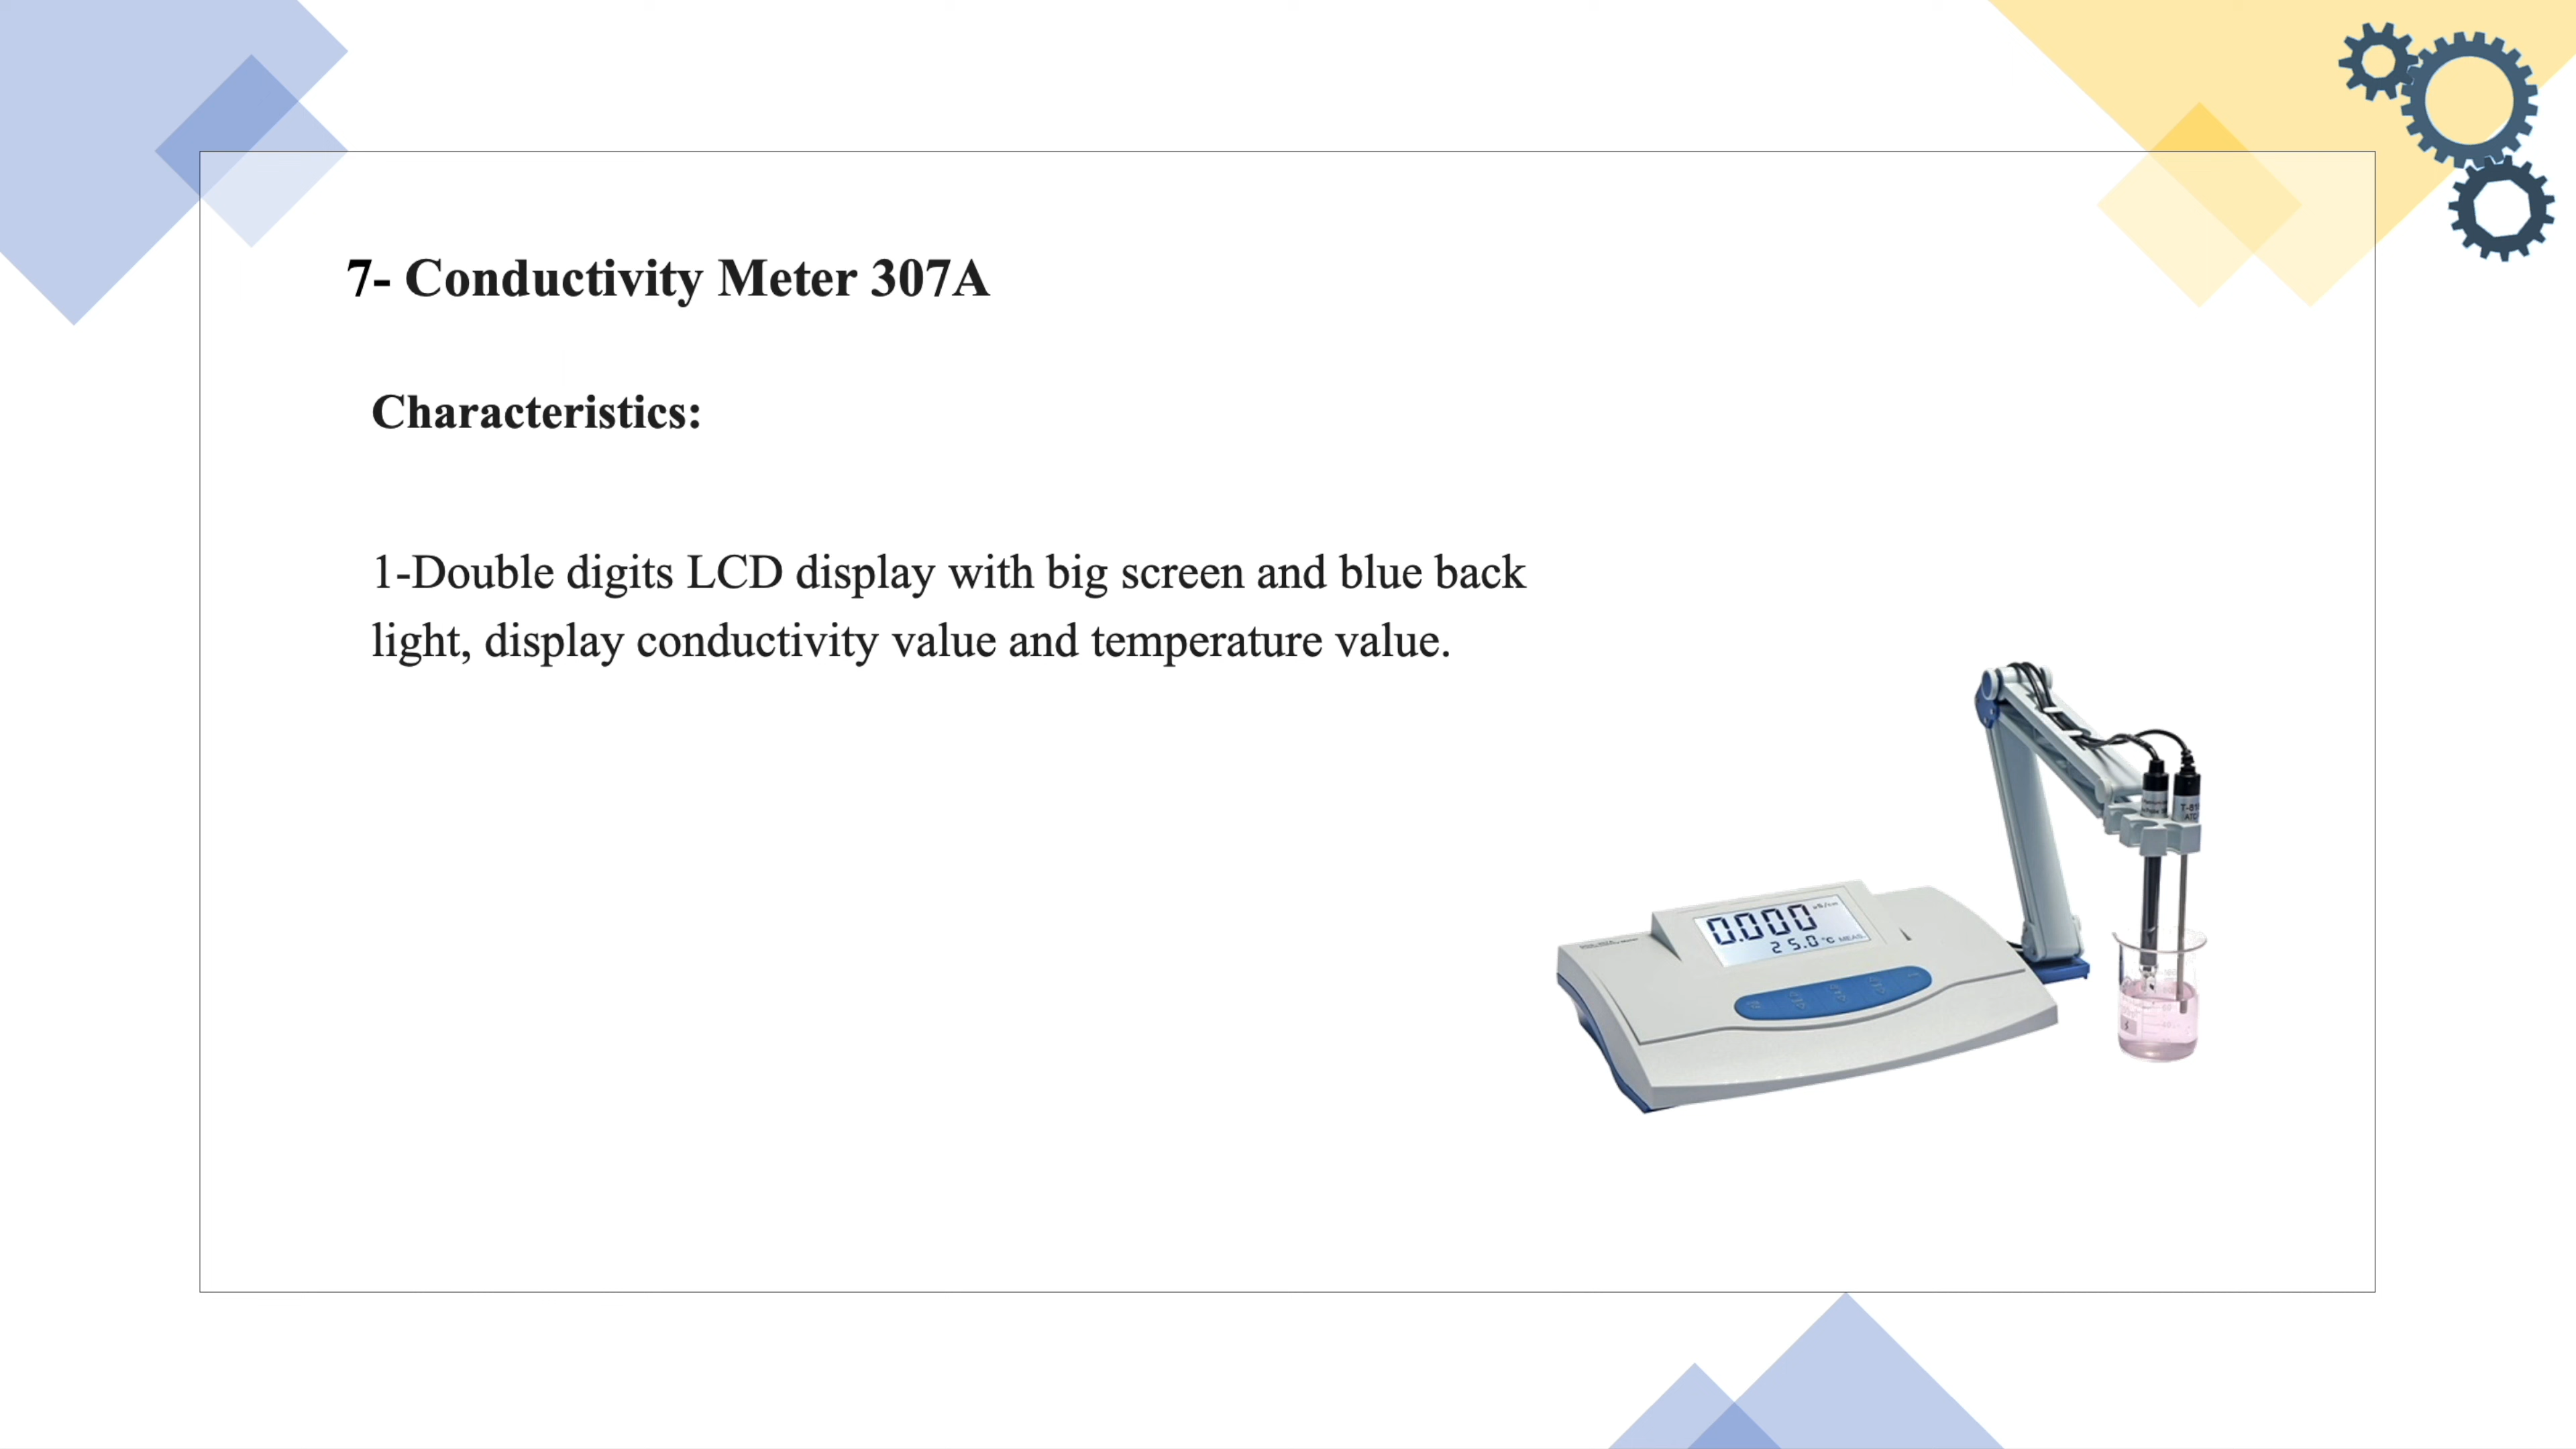 7- Conductivity Meter 307A
Characteristics:
1-Double digits LCD display with big screen and blue back
light, display conductivity value and temperature value.
0.000
25.0 °C MEAS